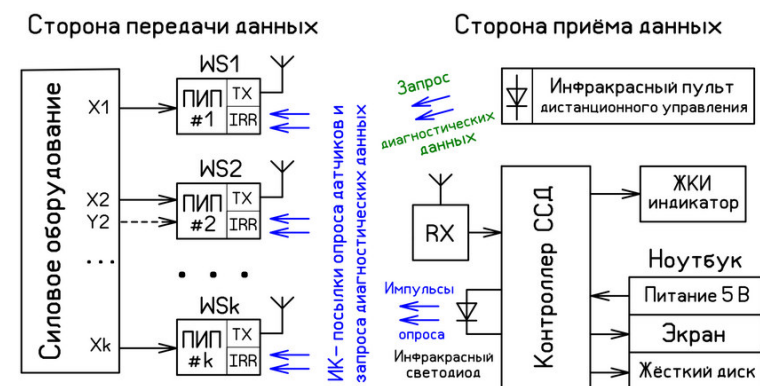 Сторона передачи данных
Сторона приёма данных
Силовое оборудование
X1
X2
Y2
...
Xk
WS1
ПИП
#1
TX
IRR
WS2
ПИП
#2
TX
IRR
• • •
WSk
ПИП
#k
TX
IRR
ИК– посылки опроса датчиков и
запроса диагностических данных
Запрос
диагностических
данных
Инфракрасный пульт
дистанционного управления
RX
Контроллер ССД
ЖКИ
индикатор
Импульсы
опроса
Инфракрасный
светодиод
Ноутбук
Питание 5 В
Экран
Жёсткий диск